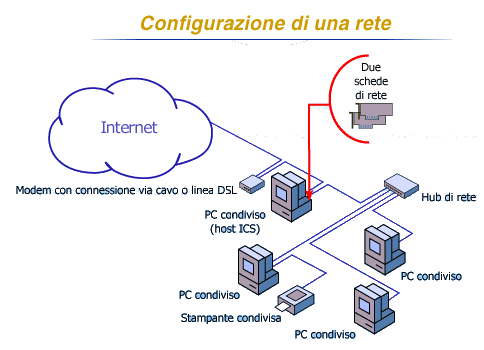 Configurazione di una rete
Due
schede
di rete
Internet
Modem con connessione via cavo o linea DSL
Hub di rete
PC condiviso
(host ICS)
PC condiviso
PC condiviso
Stampante condivisa
PC condiviso